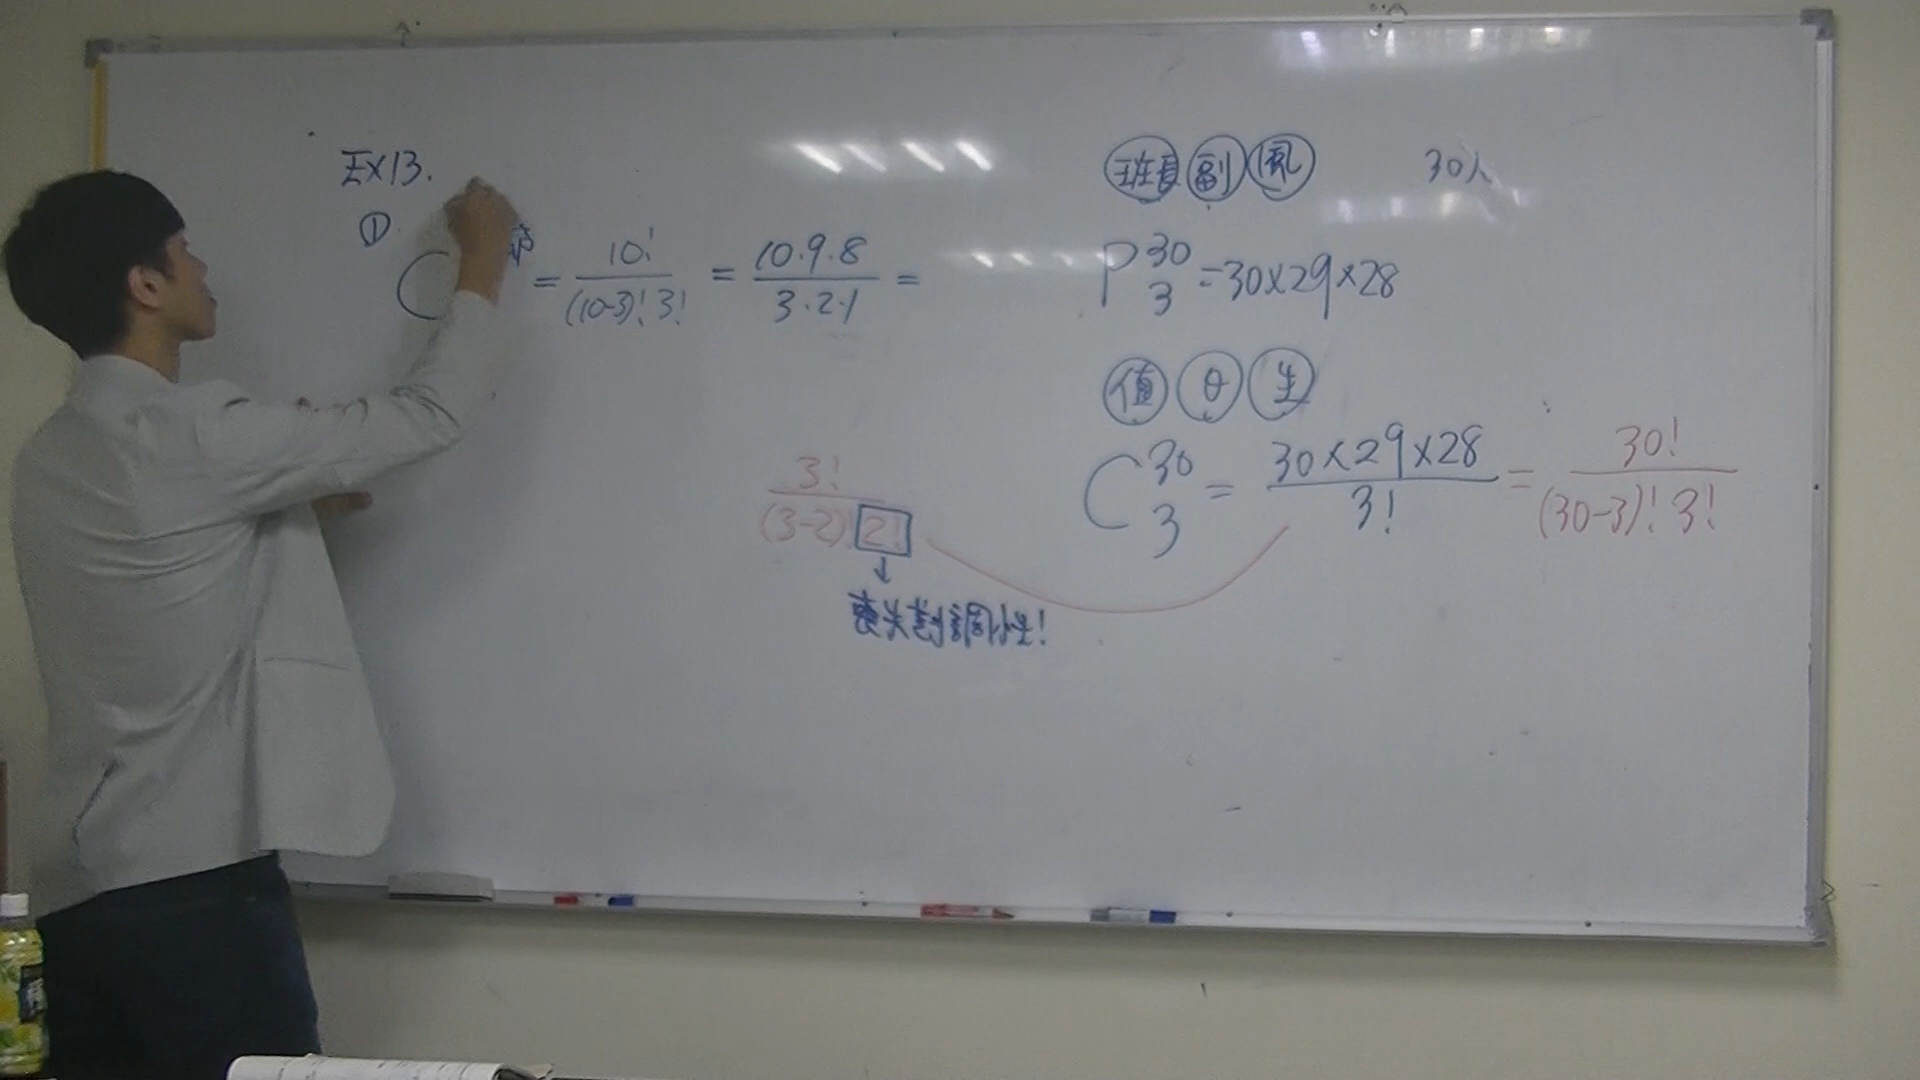 Ex13.
①
C = 10! / (10-3)! 3! = 10·9·8 / 3·2·1 =
3! / (3-2)! 2!
↓
喪失討調性!
班長 副 風 30人
P 30 3 = 30×29×28
值 日 生
C 30 3 = 30×29×28 / 3! = 30! / (30-3)! 3!